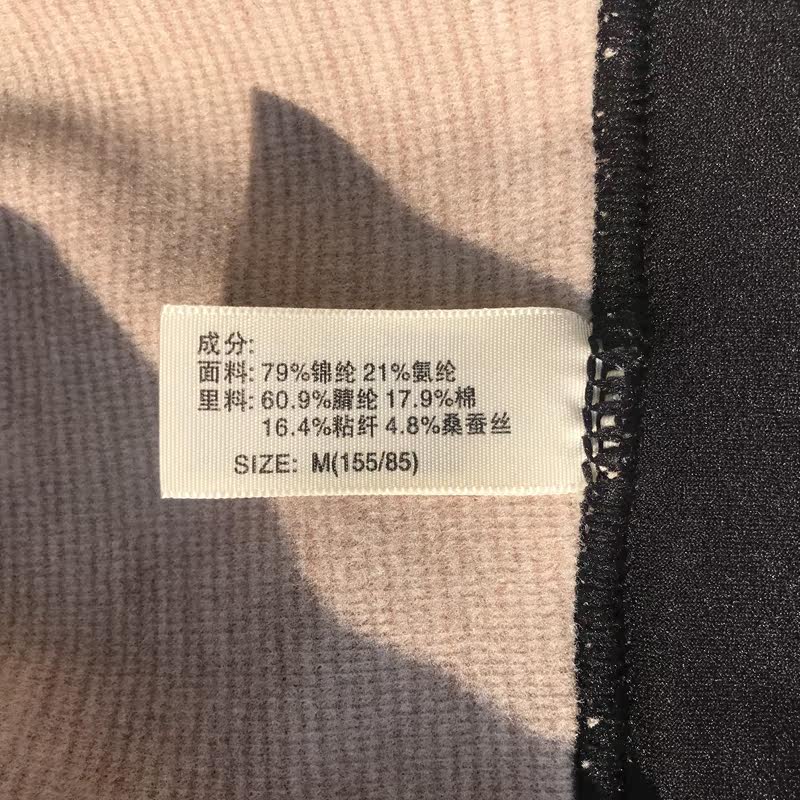 成分:
面料: 79%锦纶 21%氨纶
里料: 60.9%腈纶 17.9%棉
16.4%粘纤 4.8%桑蚕丝
SIZE: M(155/85)